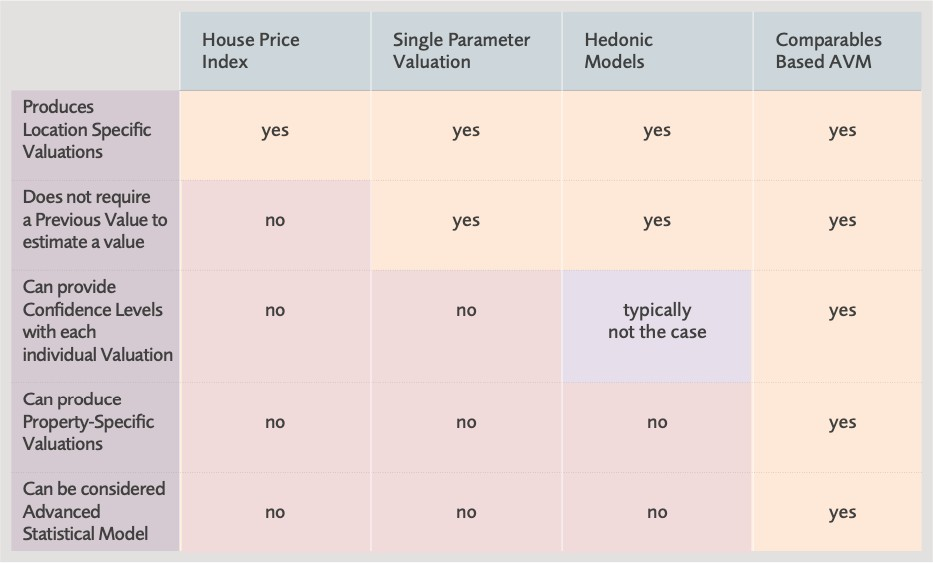 House Price
Index
Single Parameter
Valuation
Hedonic
Models
Comparables
Based AVM
Produces
Location Specific
Valuations
yes
yes
yes
yes
Does not require
a Previous Value to
estimate a value
no
yes
yes
yes
Can provide
Confidence Levels
with each
individual Valuation
no
no
typically
not the case
yes
Can produce
Property-Specific
Valuations
no
no
no
yes
Can be considered
Advanced
Statistical Model
no
no
no
yes